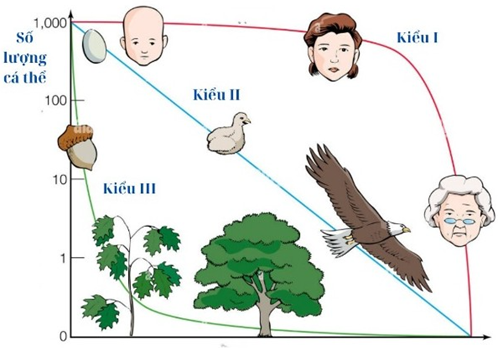 Số
lượng
cá thể
1,000
100
10
1
0
Kiểu I
Kiểu II
Kiểu III